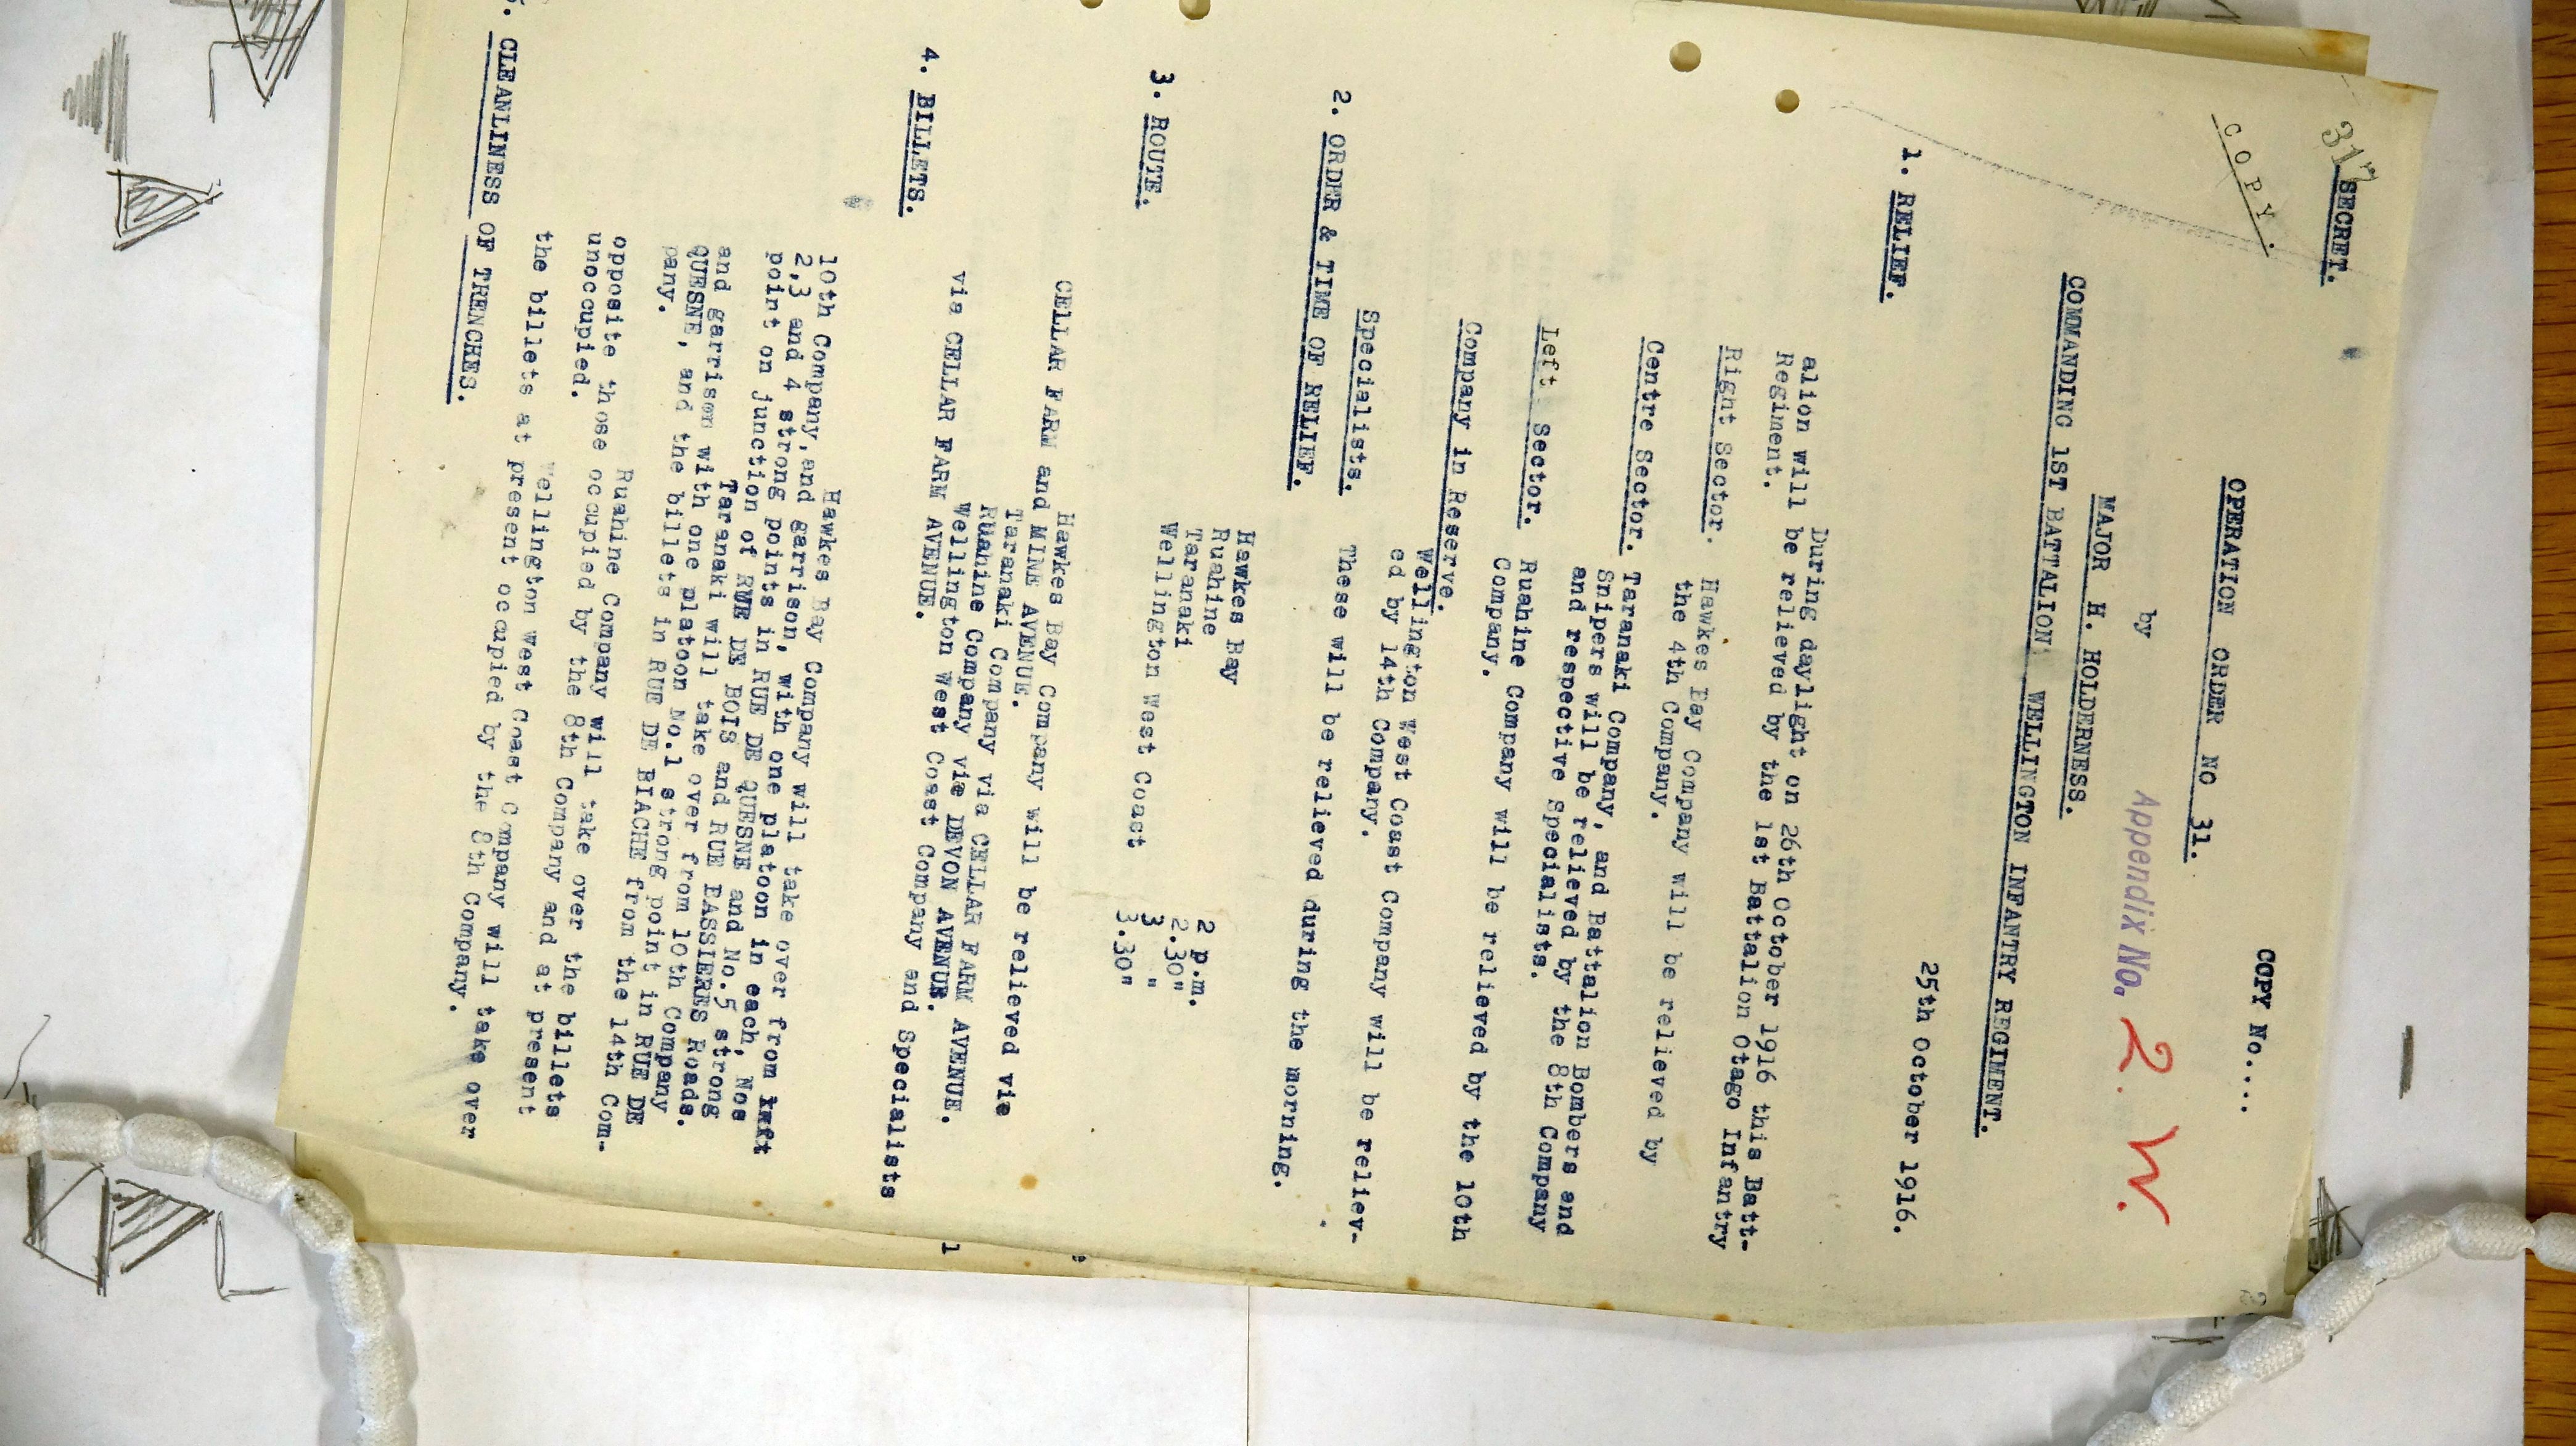 317
SECRET.
COPY.
COPY No....
OPERATION ORDER NO 31.
by
Appendix No. 2. W.
MAJOR H. HOLDERNESS.
COMMANDING 1ST BATTALION WELLINGTON INFANTRY REGIMENT.
25th October 1916.
1. RELIEF.
During daylight on 26th October 1916 this Batt-
alion will be relieved by the 1st Battalion Otago Infantry
Regiment.
Right Sector. Hawkes Bay Company will be relieved by
the 4th Company.
Centre Sector. Taranaki Company, and Battalion Bombers and
Snipers will be relieved by the 8th Company
and respective Specialists.
Left Sector. Ruahine Company will be relieved by the 10th
Company.
Company in Reserve.
Wellington West Coast Company will be reliev-
ed by 14th Company.
Specialists. These will be relieved during the morning.
2. ORDER & TIME OF RELIEF.
Hawkes Bay 2 p.m.
Ruahine 2.30"
Taranaki 3 "
Wellington West Coast 3.30"
3. ROUTE.
Hawkes Bay Company will be relieved via
CELLAR FARM and MINE AVENUE.
Taranaki Company via CELLAR FARM AVENUE.
Ruahine Company via DEVON AVENUE.
Wellington West Coast Company and Specialists
via CELLAR FARM AVENUE.
4. BILLETS.
Hawkes Bay Company will take over from
10th Company, and garrison, with one platoon in each, Nos
2,3 and 4 strong points in RUE DE QUESNE and No.5 strong
point on junction of RUE DE BOIS and RUE PASSIERES Roads.
Taranaki will take over from 10th Company
and garrison with one platoon No.1 strong point in RUE DE
QUESNE, and the billets in RUE DE BIACHE from the 14th Com-
pany.
Ruahine Company will take over the billets
opposite those occupied by the 8th Company and at present
unoccupied.
Wellington West Coast Company will take over
the billets at present occupied by the 8th Company.
5. CLEANLINESS OF TRENCHES.